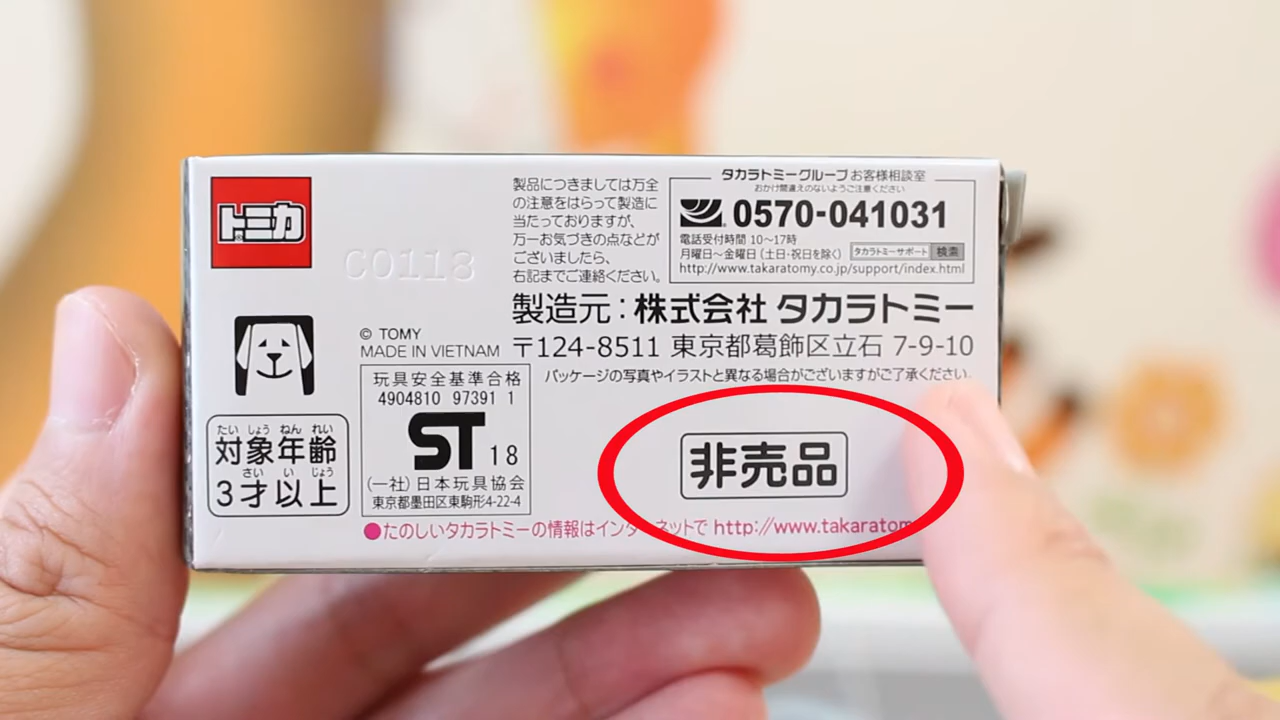 トミカ
C0118
製品につきましては万全
の注意をはらって製造に
当たっておりますが、
万一お気づきの点などが
ございましたら、
右記までご連絡ください。
タカラトミーグループ お客様相談室
おかけ間違えのないようご注意ください
0570-041031
電話受付時間 10〜17時
月曜日〜金曜日(土日・祝日を除く) タカラトミーサポート 検索
http://www.takaratomy.co.jp/support/index.html
製造元:株式会社 タカラトミー
〒124-8511 東京都葛飾区立石 7-9-10
パッケージの写真やイラストと異なる場合がございますがご了承ください。
© TOMY
MADE IN VIETNAM
玩具安全基準合格
4904810 97391 1
ST 18
(一社)日本玩具協会
東京都墨田区東駒形4-22-4
たい しょう ねん れい
対象年齢
さい い じょう
3才以上
非売品
●たのしいタカラトミーの情報はインターネットで http://www.takaratom